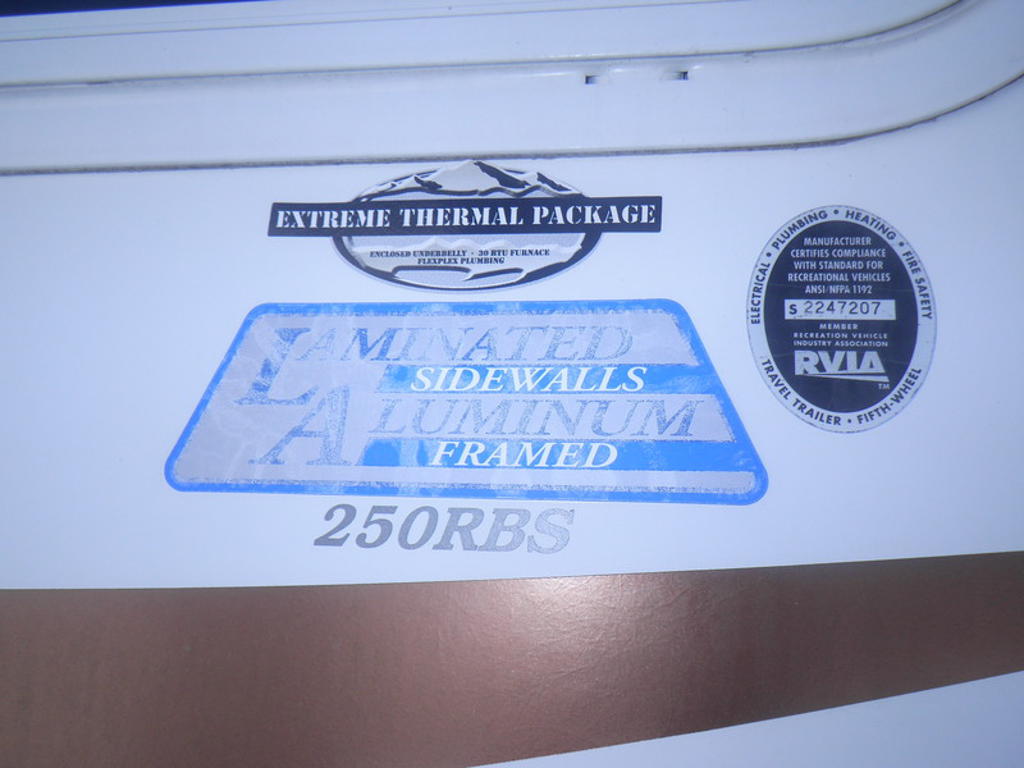 EXTREME THERMAL PACKAGE
ENCLOSED UNDERBELLY · 30 BTU FURNACE
FLEXPLEX PLUMBING
LAMINATED
SIDEWALLS
ALUMINUM
FRAMED
250RBS
ELECTRICAL • PLUMBING • HEATING • FIRE SAFETY
MANUFACTURER
CERTIFIES COMPLIANCE
WITH STANDARD FOR
RECREATIONAL VEHICLES
ANSI/NFPA 1192
S 2247207
MEMBER
RECREATION VEHICLE
INDUSTRY ASSOCIATION
RVIA
TM
TRAVEL TRAILER • FIFTH-WHEEL